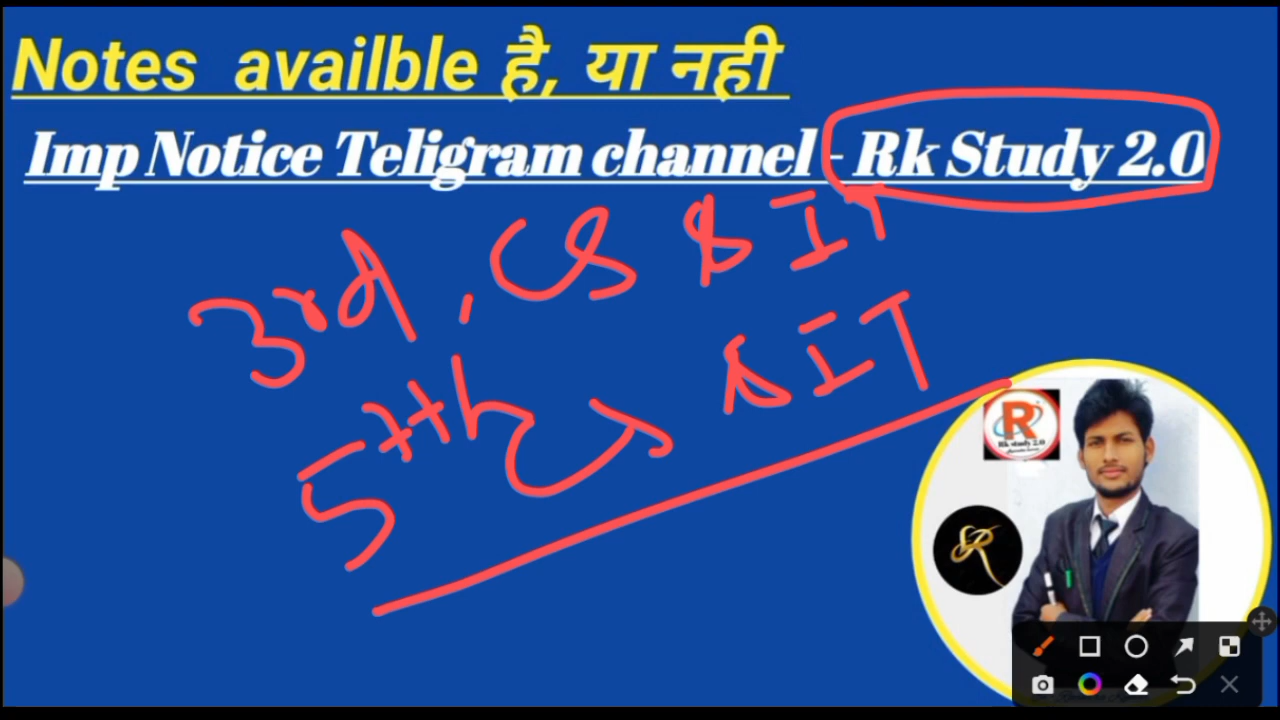 Notes availble है, या नही
Imp Notice Teligram channel - Rk Study 2.0
3rd, CS & IT
5th CS & IT
R
Rk study 2.0
R